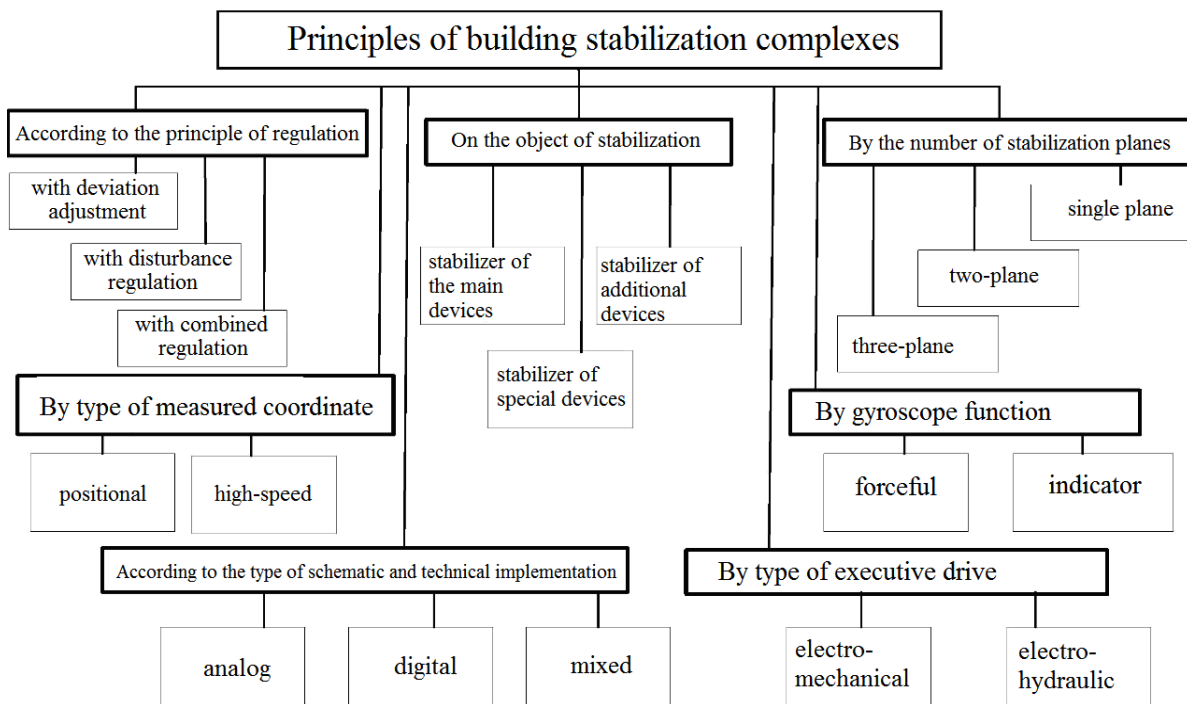 Principles of building stabilization complexes
According to the principle of regulation
with deviation
adjustment
with disturbance
regulation
with combined
regulation
On the object of stabilization
stabilizer of
the main
devices
stabilizer of
additional
devices
stabilizer of
special devices
By the number of stabilization planes
single plane
two-plane
three-plane
By type of measured coordinate
positional
high-speed
By gyroscope function
forceful
indicator
According to the type of schematic and technical implementation
analog
digital
mixed
By type of executive drive
electro-
mechanical
electro-
hydraulic